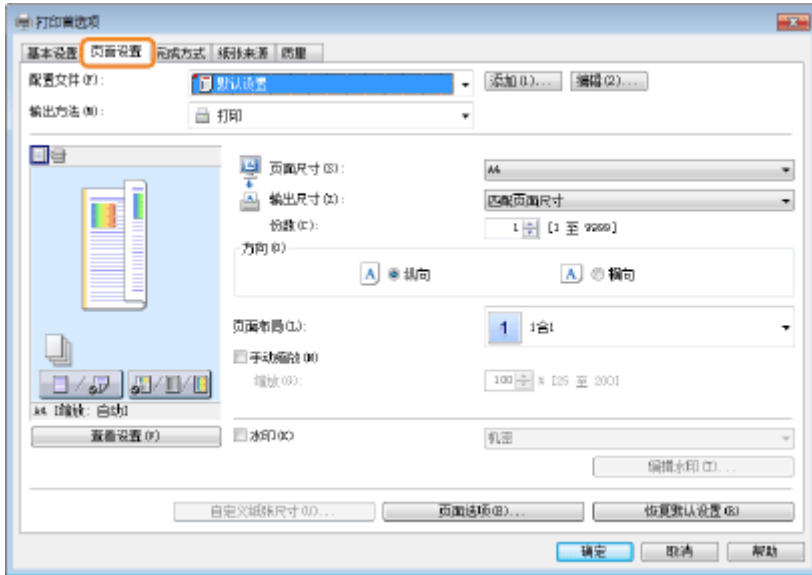 打印首选项
基本设置 页面设置 完成方式 纸张来源 质量
配置文件(F): 默认设置 添加(1)... 编辑(2)...
输出方法(M): 打印
页面尺寸(S): A4
输出尺寸(Z): 匹配页面尺寸
份数(C): 1 [1 至 9999]
方向(O)
A 纵向 A 横向
页面布局(L): 1 1合1
手动缩放(N)
缩放(G): 100 % [25 至 200]
A4 [缩放: 自动]
查看设置(V) 水印(K) 机密
编辑水印(T)...
自定义纸张尺寸(U)... 页面选项(B)... 恢复默认设置(R)
确定 取消 帮助